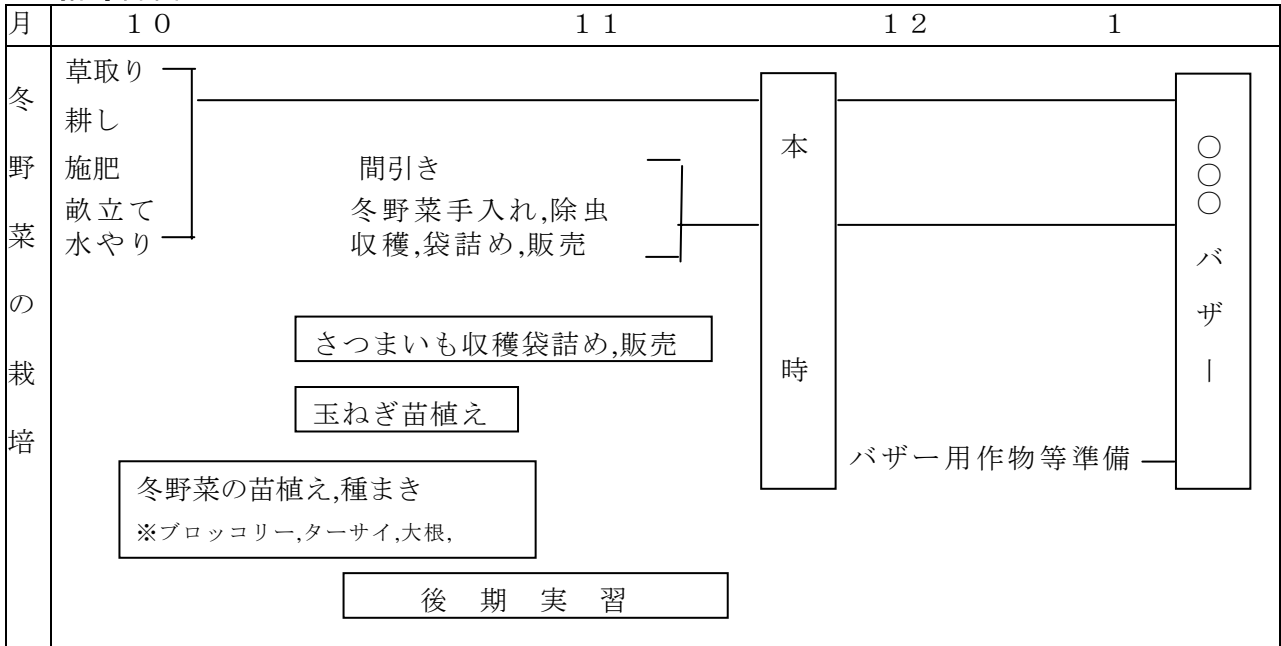 月 10 11 12 1
冬野菜の栽培
草取り
耕し
施肥
畝立て
水やり
間引き
冬野菜手入れ,除虫
収穫,袋詰め,販売
さつまいも収穫袋詰め,販売
玉ねぎ苗植え
冬野菜の苗植え,種まき
※ブロッコリー,ターサイ,大根,
後期実習
本時
バザー用作物等準備
○○○バザー